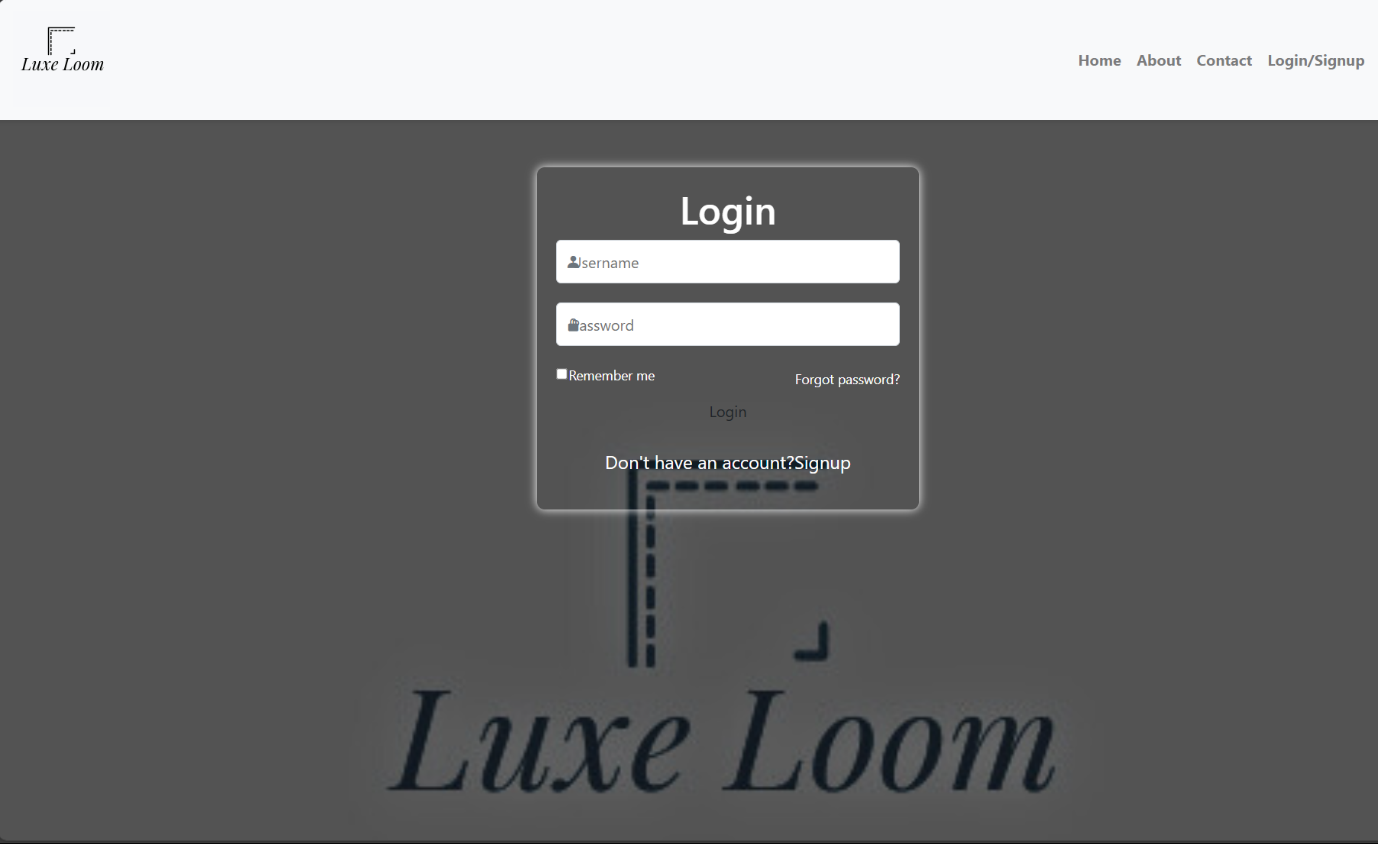 Luxe Loom
Home About Contact Login/Signup
Login
Username
Password
Remember me Forgot password?
Login
Don't have an account?Signup
Luxe Loom